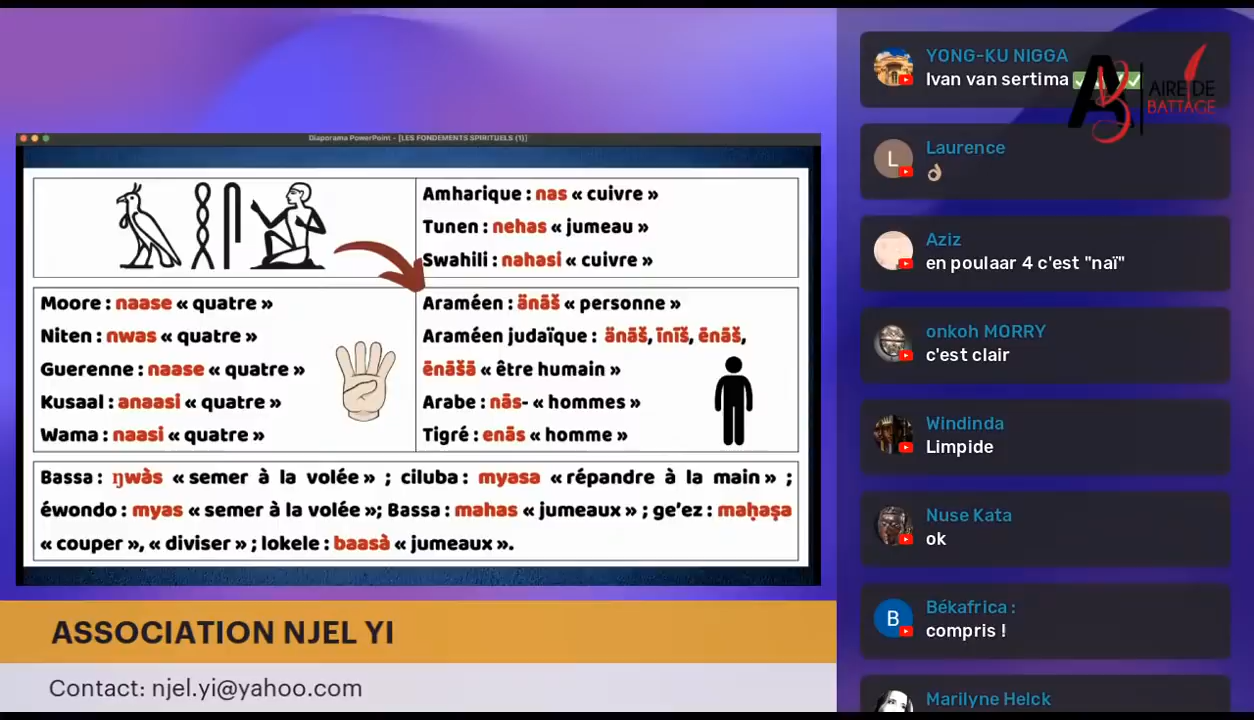 Diaporama PowerPoint - [LES FONDEMENTS SPIRITUELS (1)]
Amharique : nas « cuivre »
Tunen : nehas « jumeau »
Swahili : nahasi « cuivre »
Moore : naase « quatre »
Niten : nwas « quatre »
Guerenne : naase « quatre »
Kusaal : anaasi « quatre »
Wama : naasi « quatre »
Araméen : änāš « personne »
Araméen judaïque : änāš, īnīš, ēnāš,
ēnāšā « être humain »
Arabe : nās- « hommes »
Tigré : enās « homme »
Bassa : ŋwàs « semer à la volée » ; ciluba : myasa « répandre à la main » ;
éwondo : myas « semer à la volée »; Bassa : mahas « jumeaux » ; ge’ez : maḥaṣa
« couper », « diviser » ; lokele : baasà « jumeaux ».
ASSOCIATION NJEL YI
Contact: njel.yi@yahoo.com
YONG-KU NIGGA
Ivan van sertima ✅✅✅
AB AIRE DE
BATTAGE
L
Laurence
👌🏽
Aziz
en poulaar 4 c'est "naï"
onkoh MORRY
c'est clair
Windinda
Limpide
Nuse Kata
ok
B
Békafrica :
compris !
Marilyne Helck